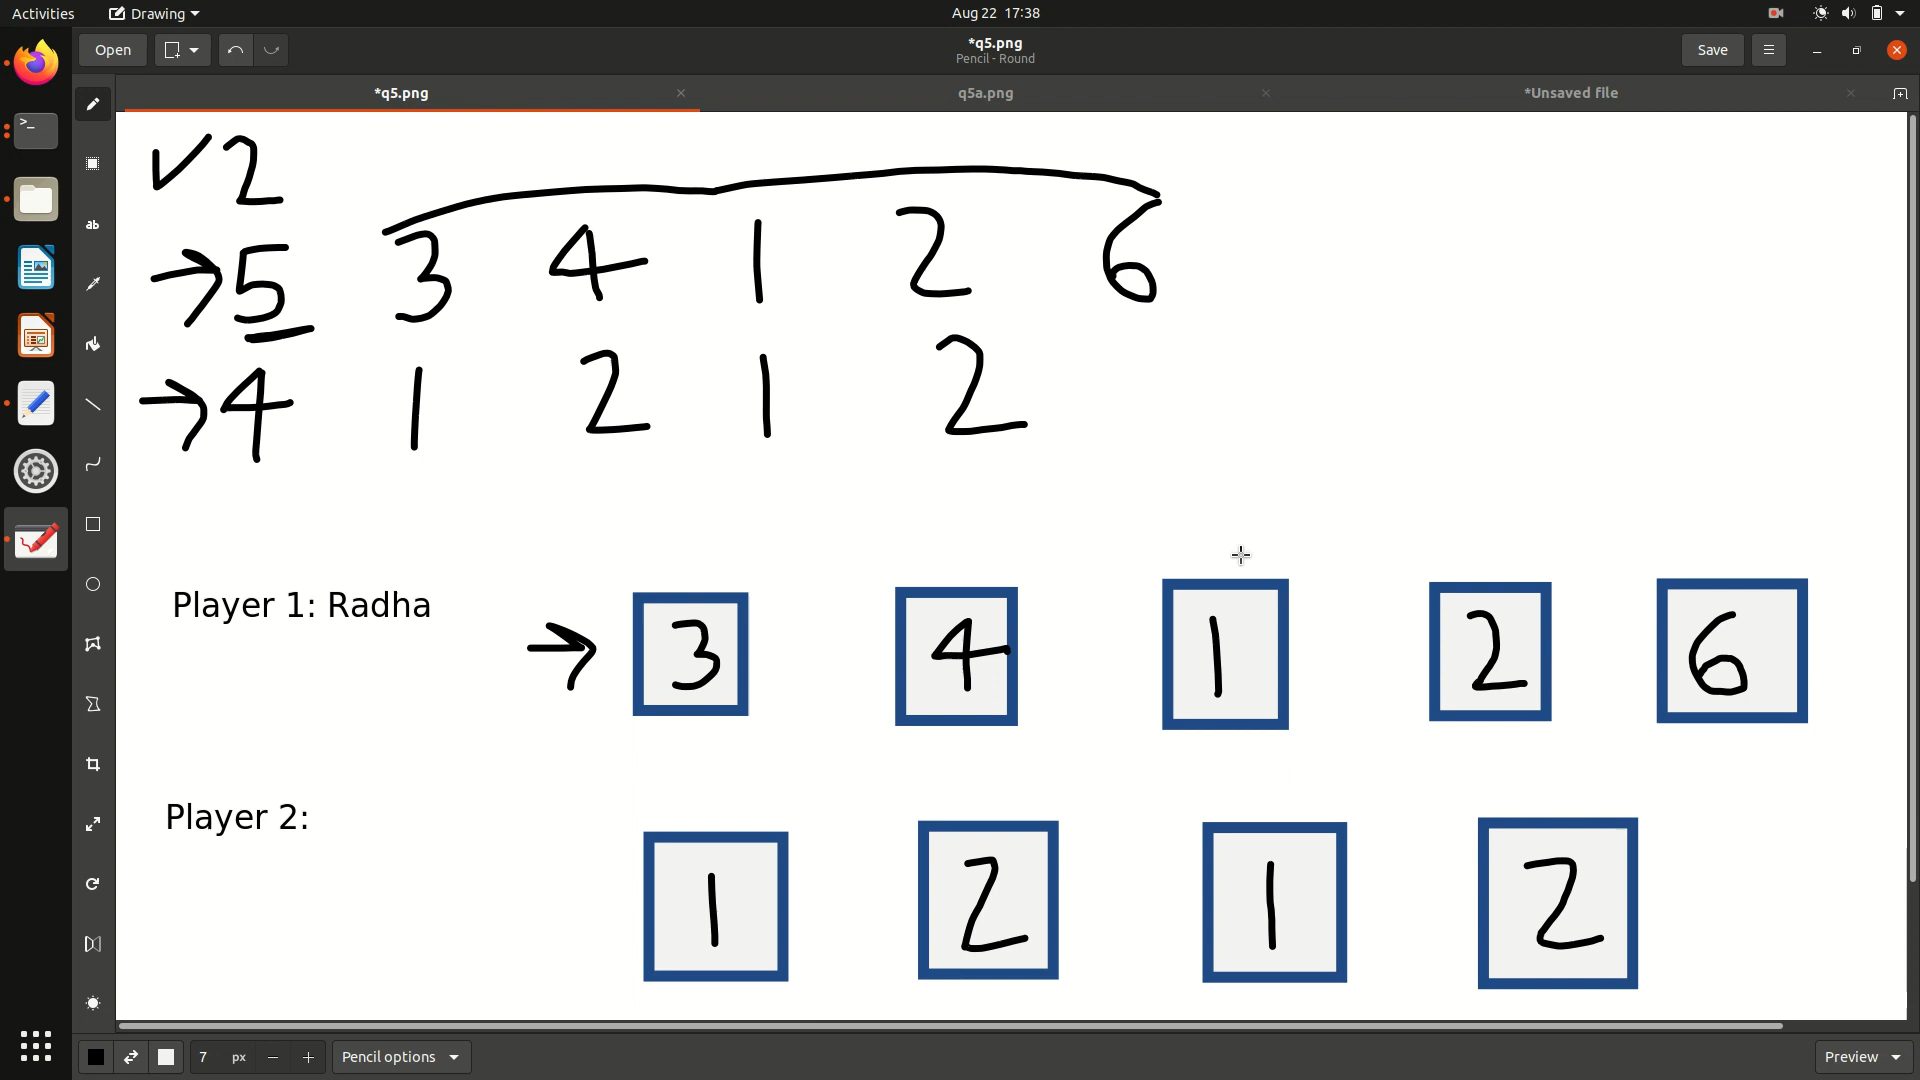 Activities Drawing Aug 22 17:38
Open *q5.png Save
Pencil - Round
*q5.png q5a.png *Unsaved file
ab
✓2
→5 3 4 1 2 6
→4 1 2 1 2
Player 1: Radha
→ 3 4 1 2 6
Player 2:
1 2 1 2
7 px − + Pencil options Preview